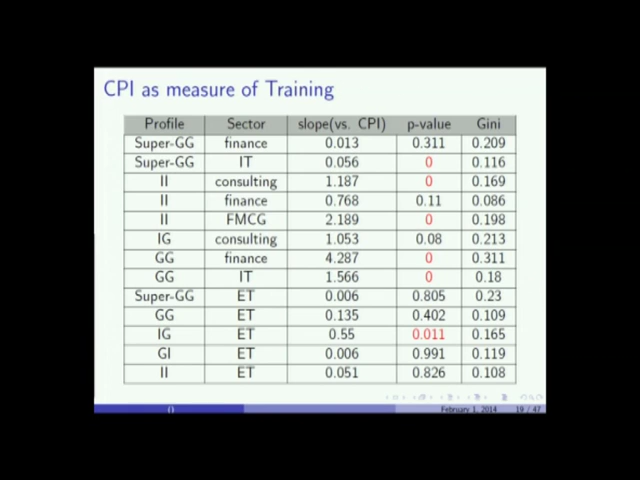 CPI as measure of Training
Profile Sector slope(vs. CPI) p-value Gini
Super-GG finance 0.013 0.311 0.209
Super-GG IT 0.056 0 0.116
II consulting 1.187 0 0.169
II finance 0.768 0.11 0.086
II FMCG 2.189 0 0.198
IG consulting 1.053 0.08 0.213
GG finance 4.287 0 0.311
GG IT 1.566 0 0.18
Super-GG ET 0.006 0.805 0.23
GG ET 0.135 0.402 0.109
IG ET 0.55 0.011 0.165
GI ET 0.006 0.991 0.119
II ET 0.051 0.826 0.108
() February 1, 2014 19 / 47